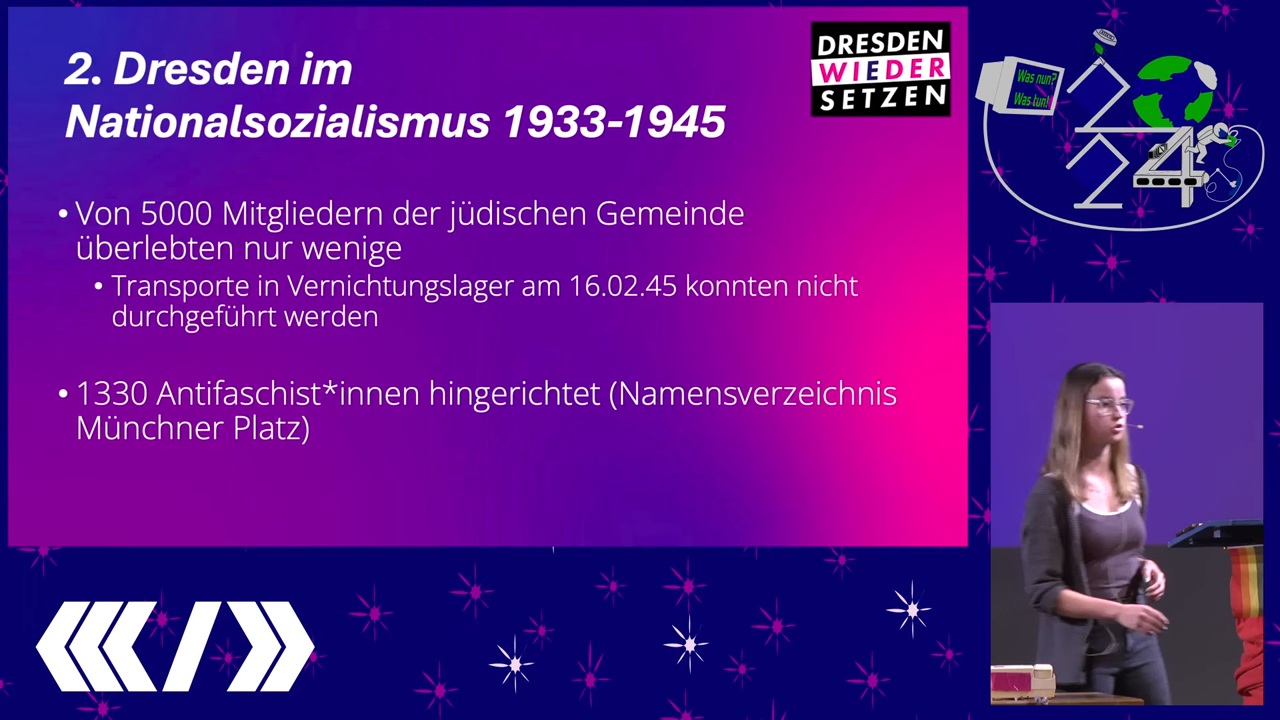 2. Dresden im
Nationalsozialismus 1933-1945
DRESDEN
WIEDER
SETZEN
Was nun?
Was tun!
24
• Von 5000 Mitgliedern der jüdischen Gemeinde
überlebten nur wenige
• Transporte in Vernichtungslager am 16.02.45 konnten nicht
durchgeführt werden
• 1330 Antifaschist*innen hingerichtet (Namensverzeichnis
Münchner Platz)